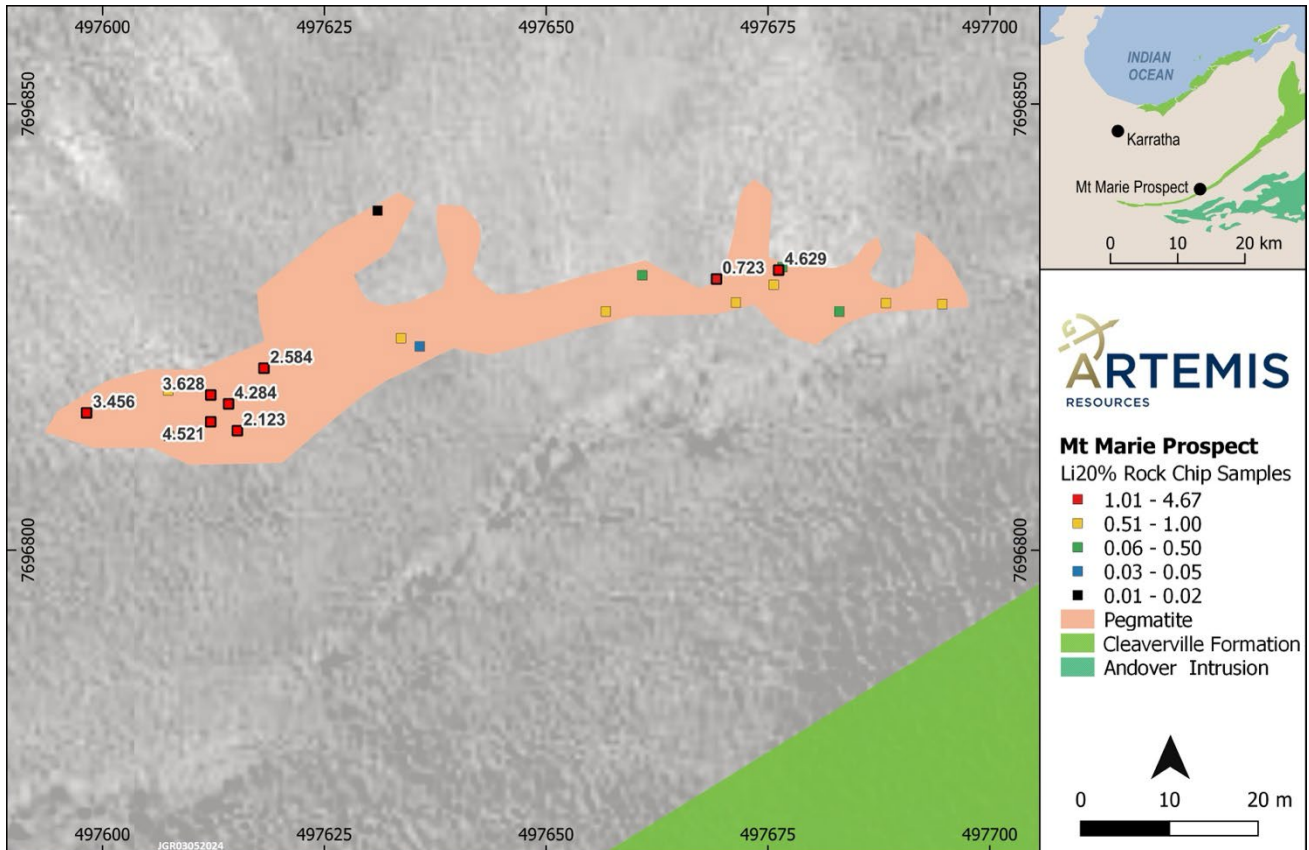 497600 497625 497650 497675 497700
7696850 7696850
0.723 4.629
2.584
3.628
3.456 4.284
4.521 2.123
7696800 7696800
497600 497625 497650 497675 497700
JGR03052024
INDIAN
OCEAN
Karratha
Mt Marie Prospect
0 10 20 km
ARTEMIS
RESOURCES
Mt Marie Prospect
Li20% Rock Chip Samples
1.01 - 4.67
0.51 - 1.00
0.06 - 0.50
0.03 - 0.05
0.01 - 0.02
Pegmatite
Cleaverville Formation
Andover Intrusion
0 10 20 m